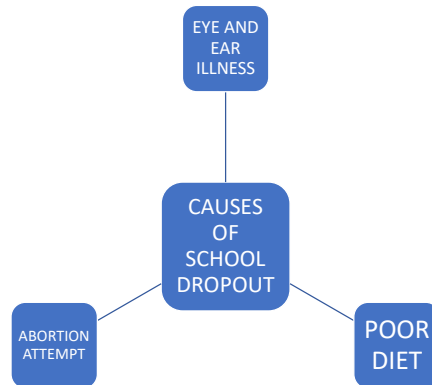 EYE AND
EAR
ILLNESS
CAUSES
OF
SCHOOL
DROPOUT
ABORTION
ATTEMPT
POOR
DIET